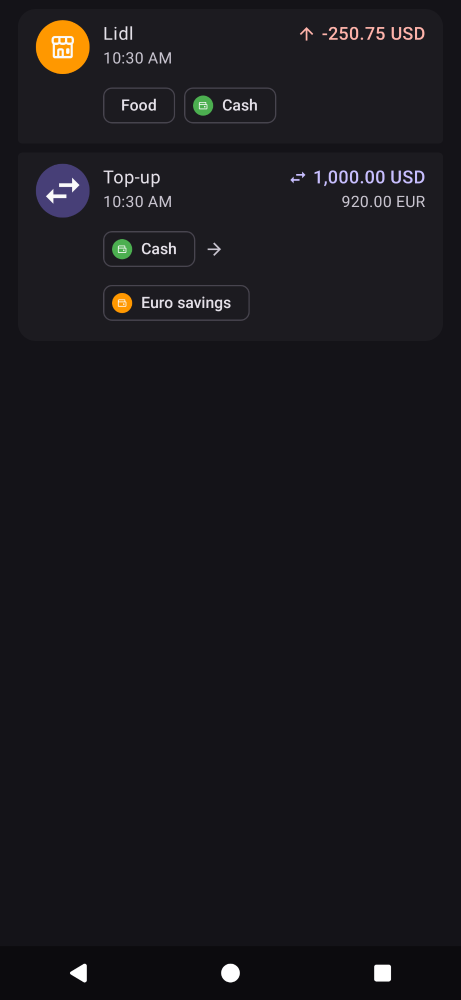 Lidl
-250.75 USD
10:30 AM
Food
Cash
Top-up
1,000.00 USD
10:30 AM
920.00 EUR
Cash
Euro savings